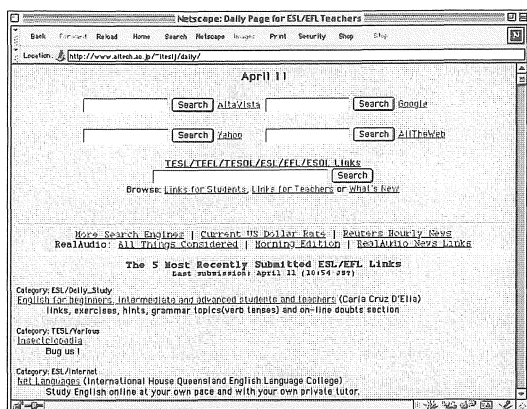 Netscape: Daily Page for ESL/EFL Teachers
Back Forward Reload Home Search Netscape Images Print Security Shop Stop
Location: http://www.aitech.ac.jp/~iteslj/daily/
April 11
Search AltaVista Search Google
Search Yahoo Search AllTheWeb
TESL/TEFL/TESOL/ESL/EFL/ESOL Links
Search
Browse: Links for Students, Links for Teachers or What's New
More Search Engines | Current US Dollar Rate | Reuters Hourly News
RealAudio: All Things Considered | Morning Edition | RealAudio News Links
The 5 Most Recently Submitted ESL/EFL Links
Last submission: April 11 (10:54 JST)
Category: ESL/Daily_Study
English for beginners, intermediate and advanced students and teachers (Carla Cruz D'Elia)
links, exercises, hints, grammar topics(verb tenses) and on-line doubts section
Category: TESL/Various
Insectclopedia
Bug us !
Category: ESL/Internet
Net Languages (International House Queensland English Language College)
Study English online at your own pace and with your own private tutor.